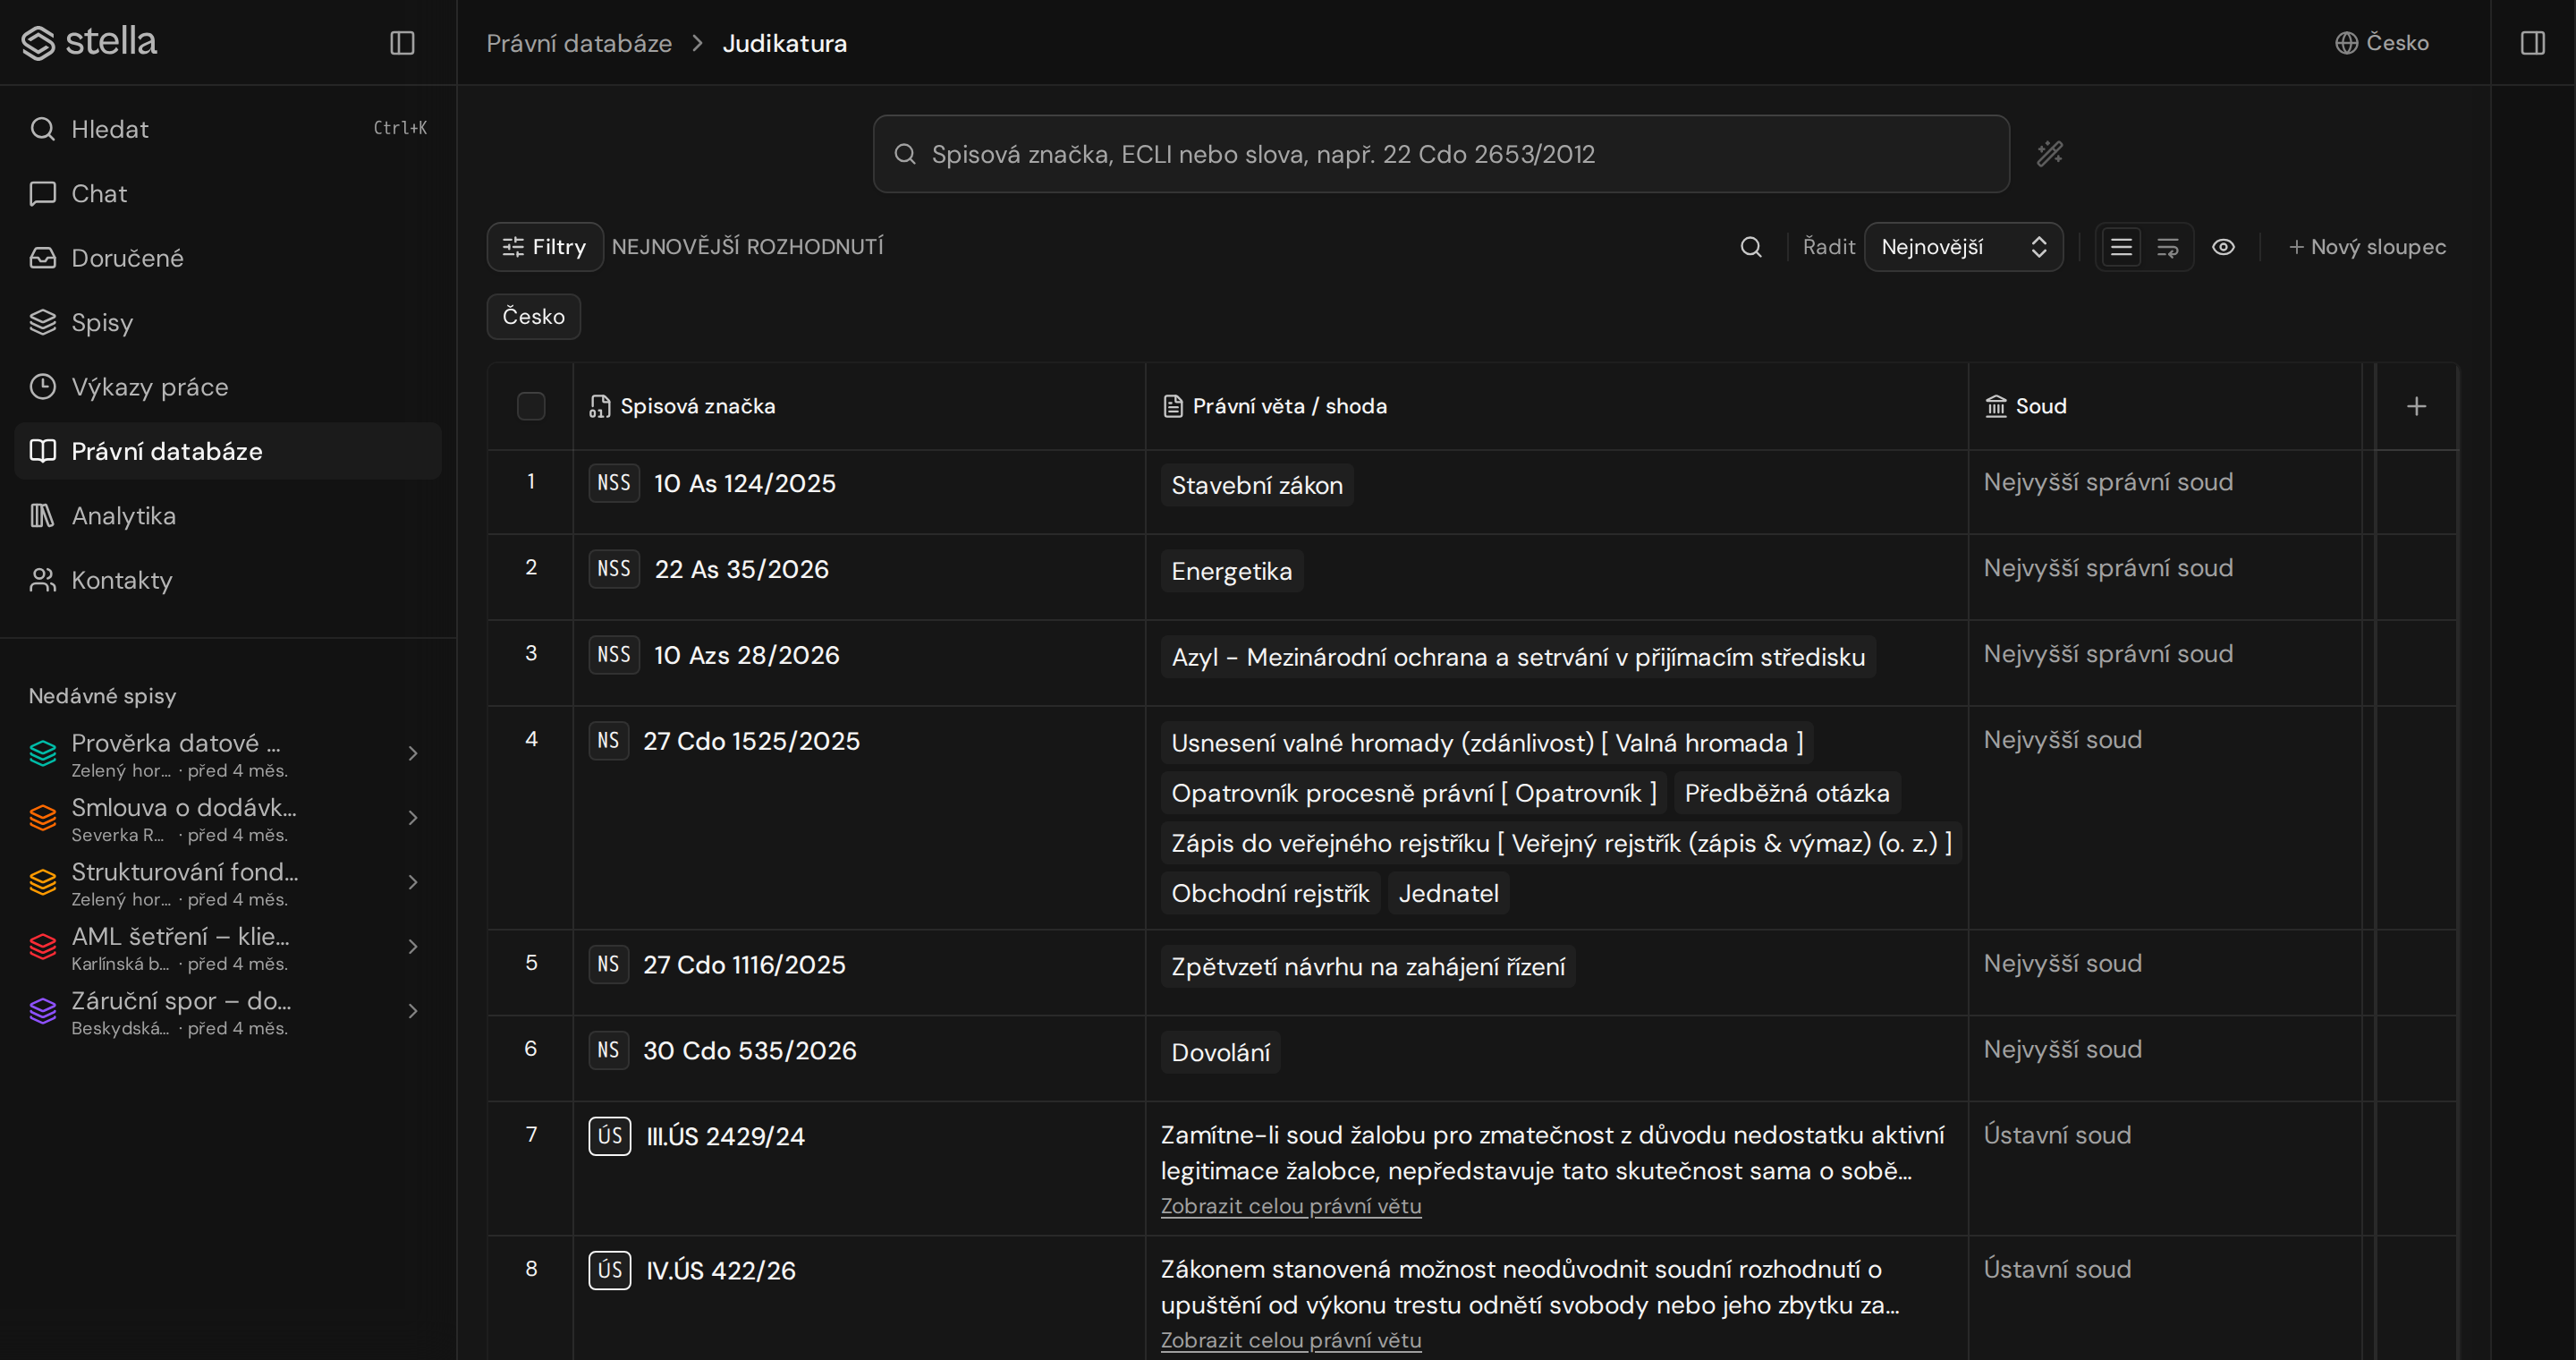 stella
Právní databáze > Judikatura
Česko
Hledat Ctrl+K
Chat
Doručené
Spisy
Výkazy práce
Právní databáze
Analytika
Kontakty
Nedávné spisy
Prověrka datové ...
Zelený hor... · před 4 měs.
Smlouva o dodávk...
Severka R... · před 4 měs.
Strukturování fond...
Zelený hor... · před 4 měs.
AML šetření – klie...
Karlínská b... · před 4 měs.
Záruční spor – do...
Beskydská... · před 4 měs.
Spisová značka, ECLI nebo slova, např. 22 Cdo 2653/2012
Filtry NEJNOVĚJŠÍ ROZHODNUTÍ Řadit Nejnovější + Nový sloupec
Česko
Spisová značka Právní věta / shoda Soud
1 NSS 10 As 124/2025 Stavební zákon Nejvyšší správní soud
2 NSS 22 As 35/2026 Energetika Nejvyšší správní soud
3 NSS 10 Azs 28/2026 Azyl - Mezinárodní ochrana a setrvání v přijímacím středisku Nejvyšší správní soud
4 NS 27 Cdo 1525/2025 Usnesení valné hromady (zdánlivost) [ Valná hromada ] Nejvyšší soud
Opatrovník procesně právní [ Opatrovník ] Předběžná otázka
Zápis do veřejného rejstříku [ Veřejný rejstřík (zápis & výmaz) (o. z.) ]
Obchodní rejstřík Jednatel
5 NS 27 Cdo 1116/2025 Zpětvzetí návrhu na zahájení řízení Nejvyšší soud
6 NS 30 Cdo 535/2026 Dovolání Nejvyšší soud
7 ÚS III.ÚS 2429/24 Zamítne-li soud žalobu pro zmatečnost z důvodu nedostatku aktivní Ústavní soud
legitimace žalobce, nepředstavuje tato skutečnost sama o sobě...
Zobrazit celou právní větu
8 ÚS IV.ÚS 422/26 Zákonem stanovená možnost neodůvodnit soudní rozhodnutí o Ústavní soud
upuštění od výkonu trestu odnětí svobody nebo jeho zbytku za...
Zobrazit celou právní větu